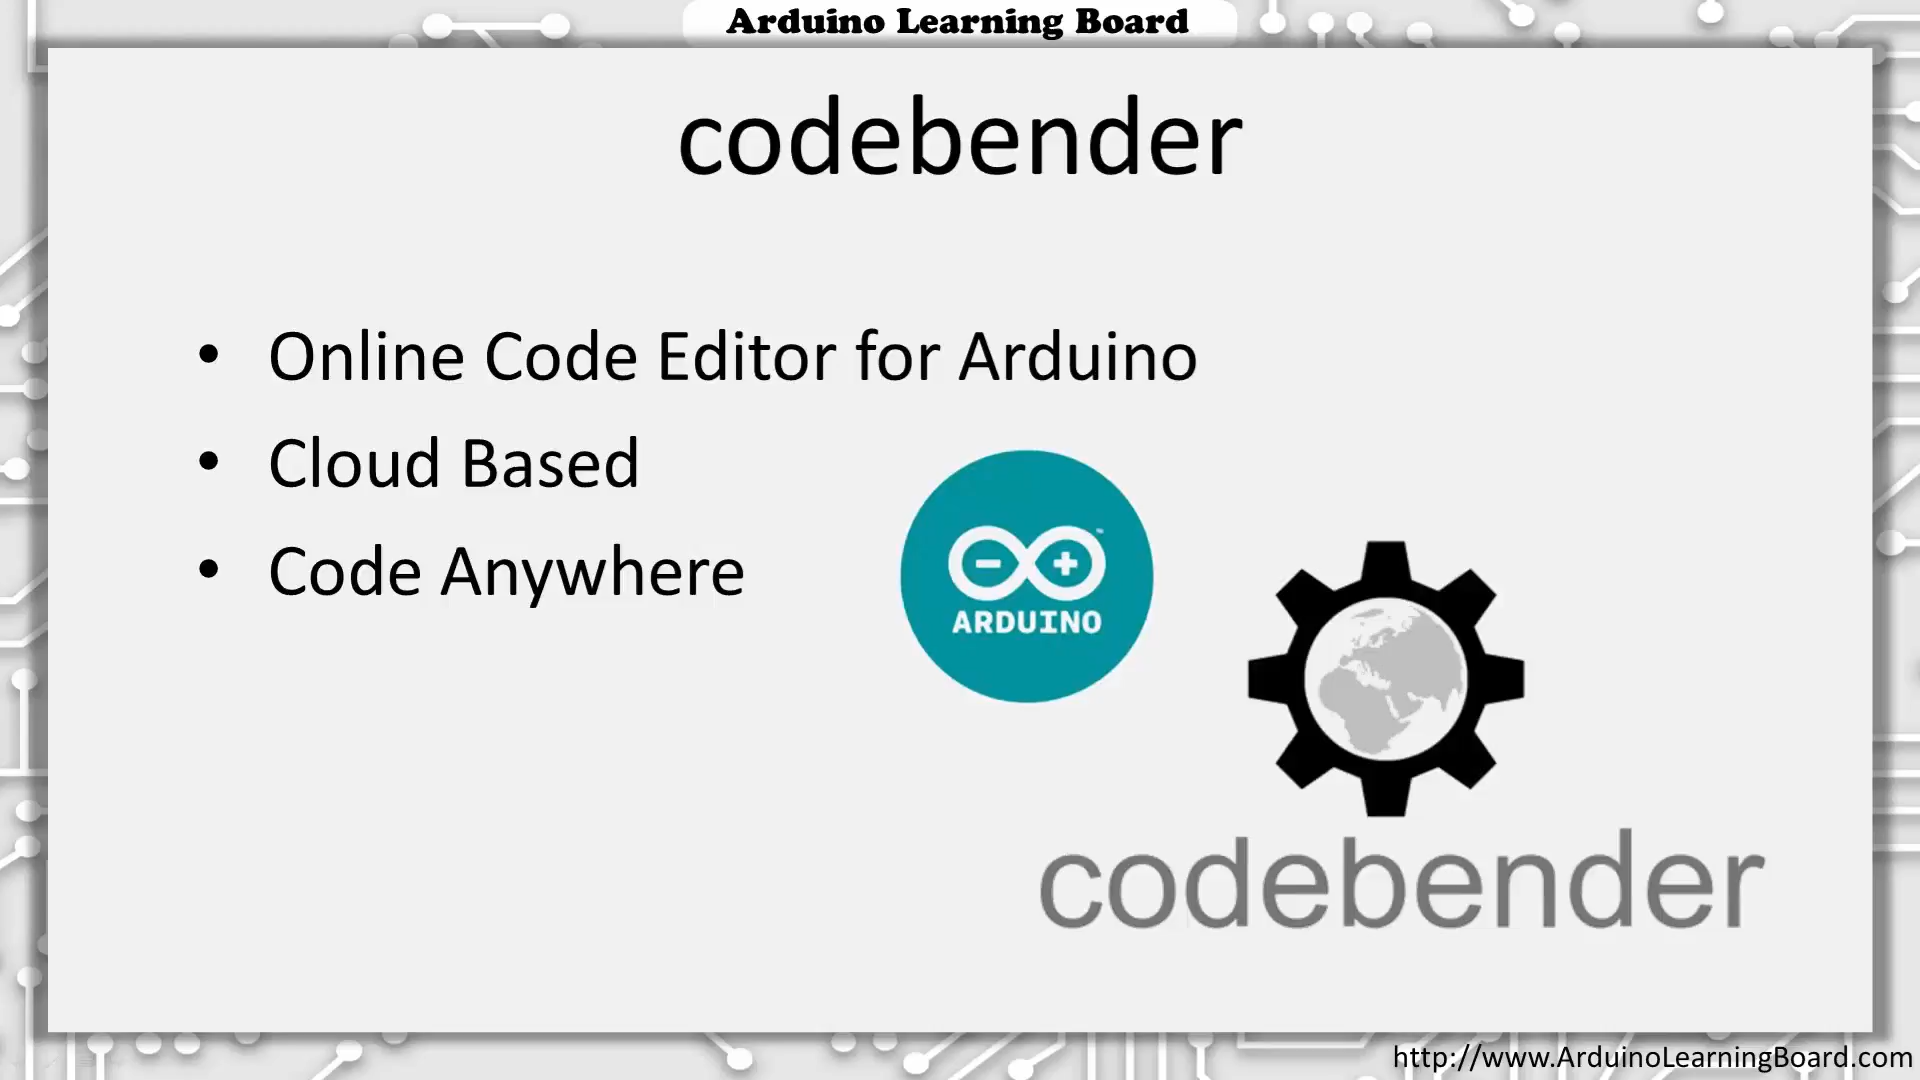 Arduino Learning Board
codebender
• Online Code Editor for Arduino
• Cloud Based
• Code Anywhere
ARDUINO
codebender
http://www.ArduinoLearningBoard.com